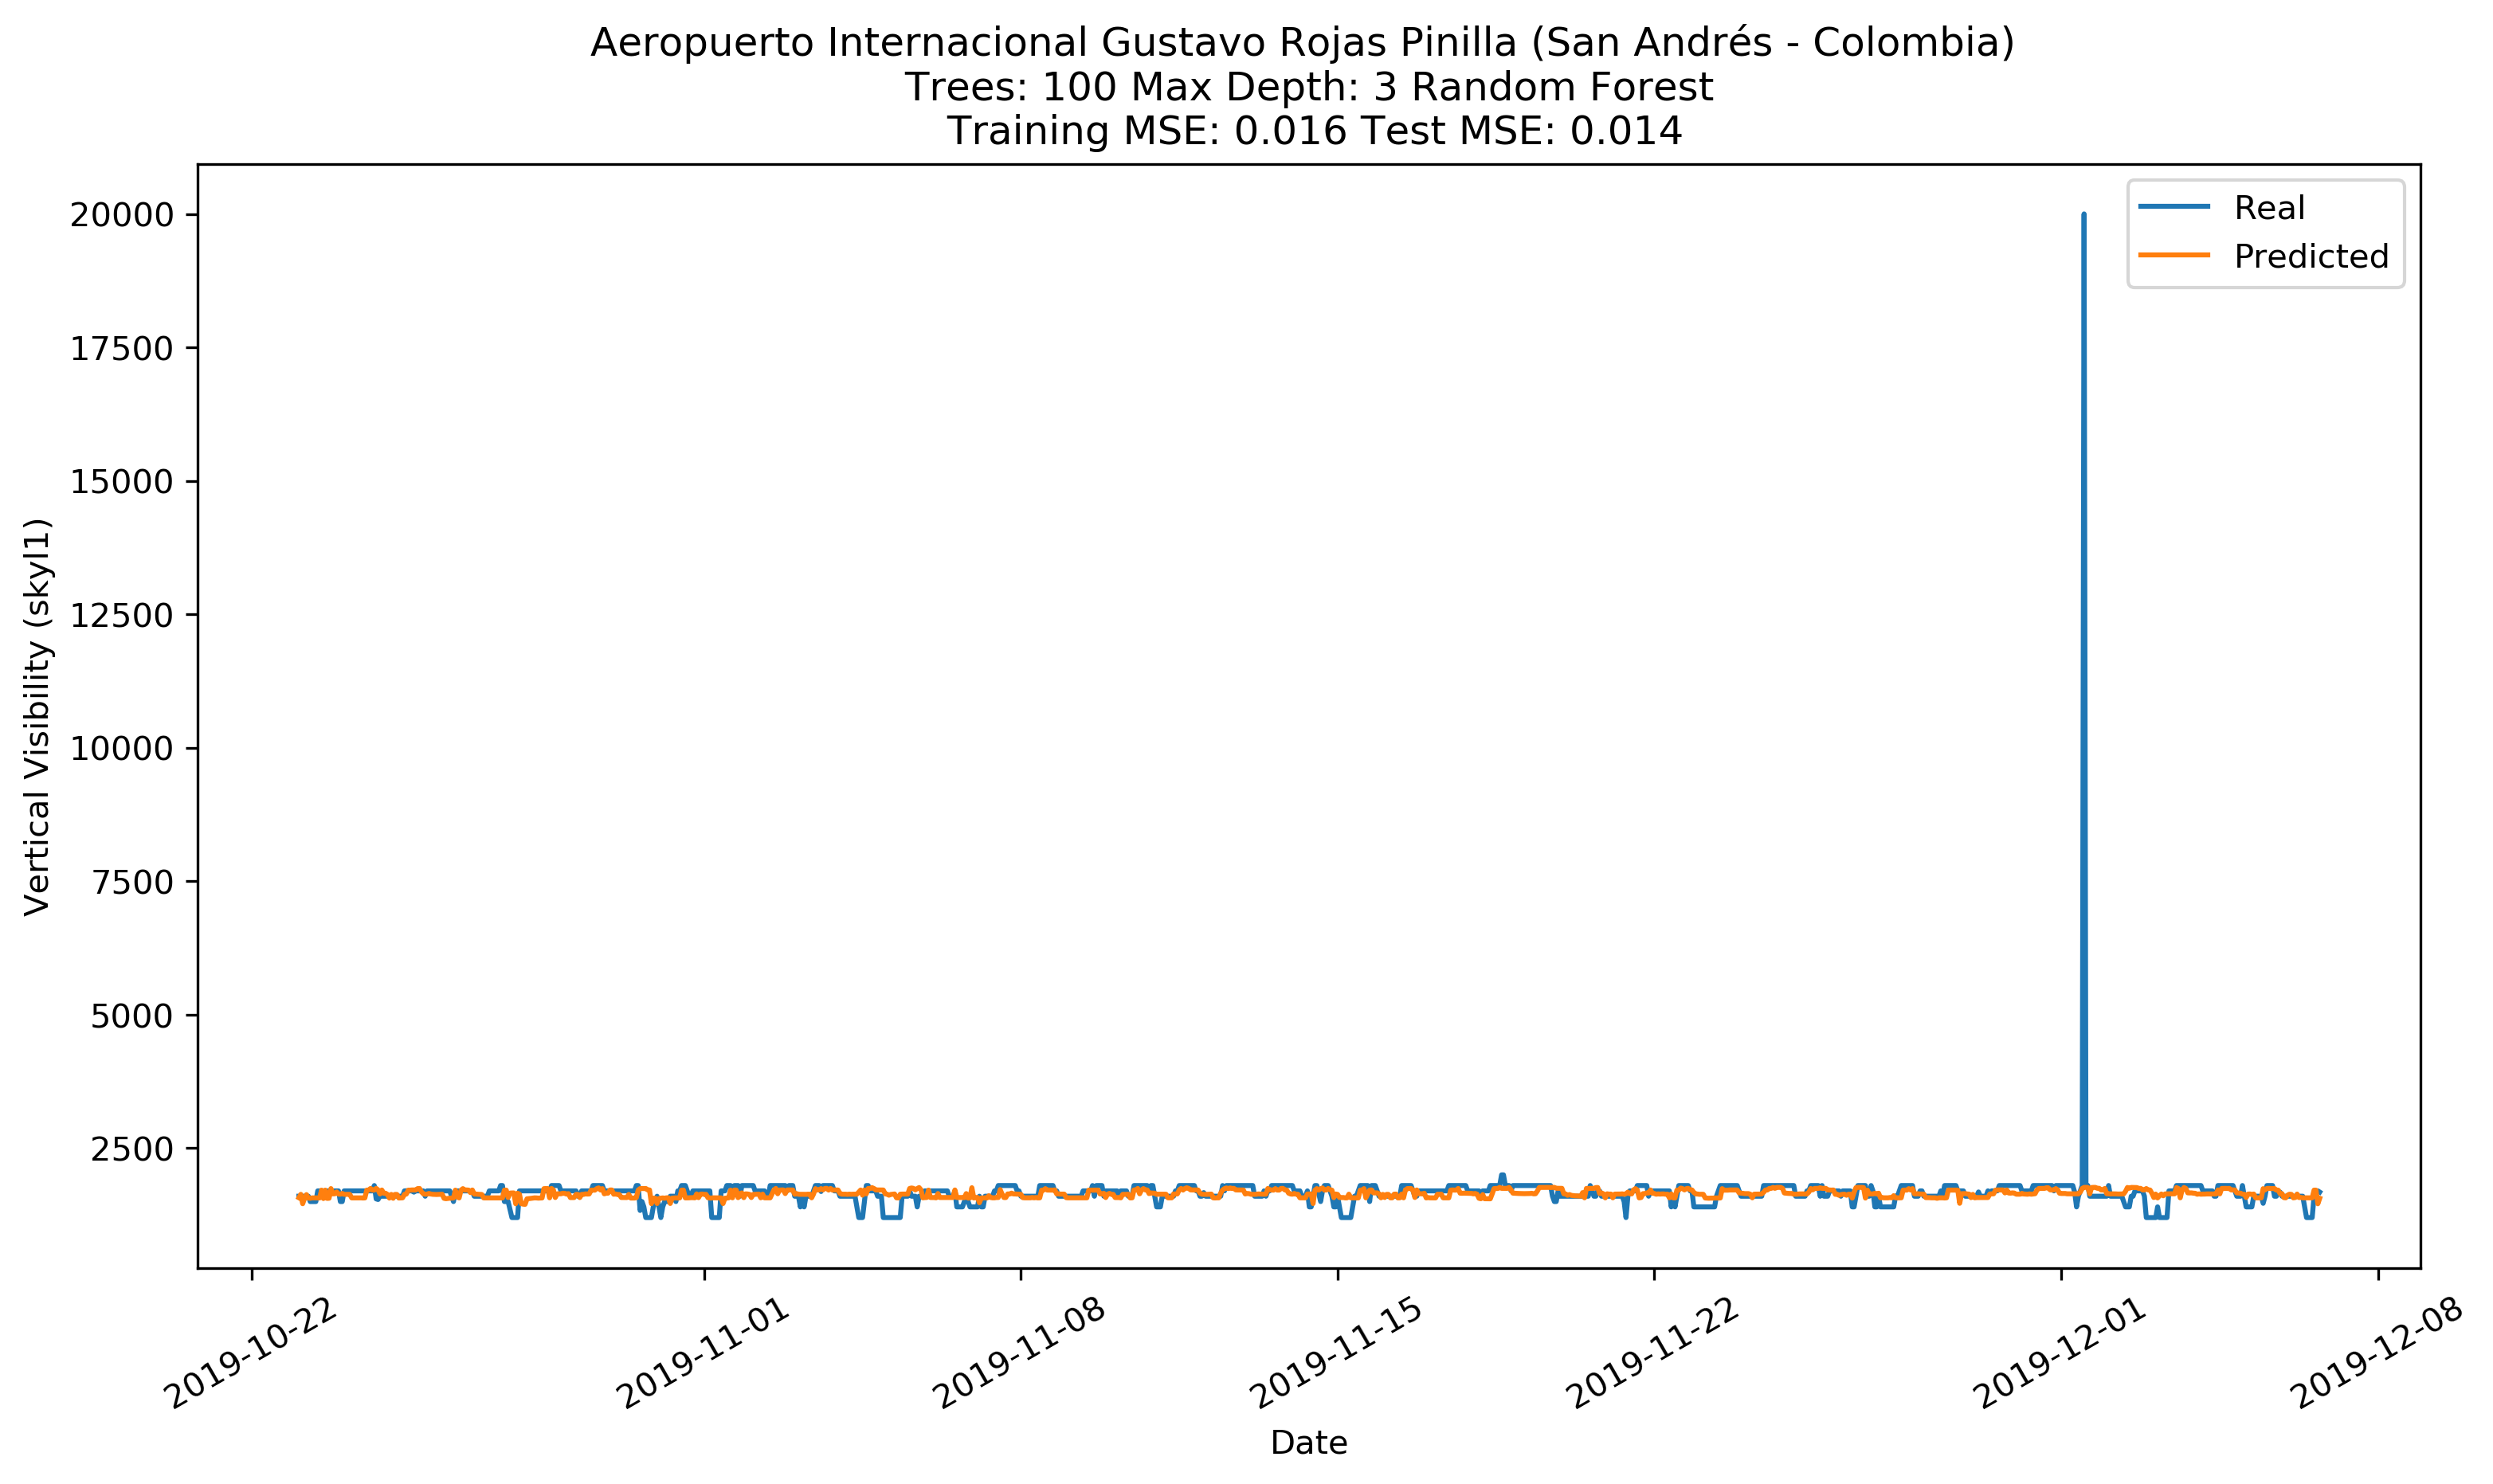 Aeropuerto Internacional Gustavo Rojas Pinilla (San Andrés - Colombia)
Trees: 100 Max Depth: 3 Random Forest
Training MSE: 0.016 Test MSE: 0.014
Real
Predicted
20000
17500
15000
12500
10000
7500
5000
2500
Vertical Visibility (skyl1)
2019-10-22
2019-11-01
2019-11-08
2019-11-15
2019-11-22
2019-12-01
2019-12-08
Date